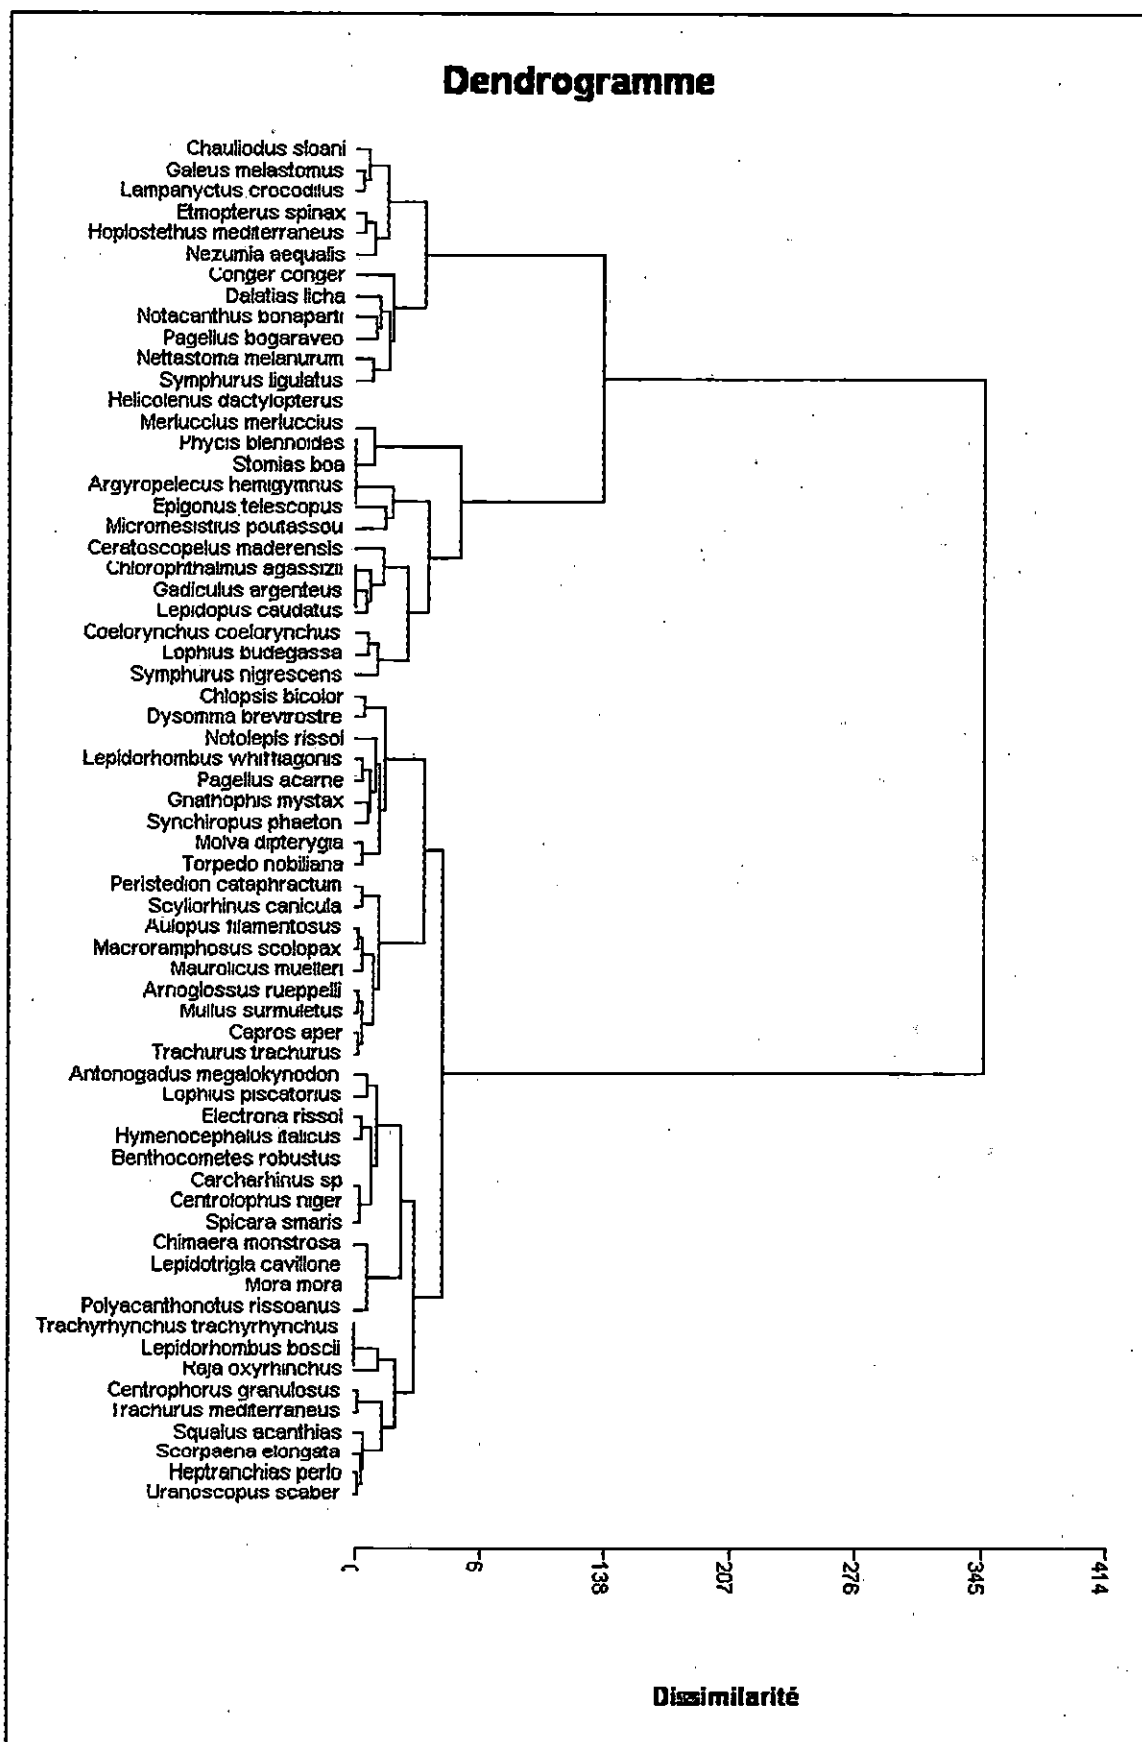 Dendrogramme
Chauliodus sloani
Galeus melastomus
Lampanyctus crocodilus
Etmopterus spinax
Hoplostethus mediterraneus
Nezumia aequalis
Conger conger
Dalatias licha
Notacanthus bonaparti
Pagellus bogaraveo
Nettastoma melanurum
Symphurus ligulatus
Helicolenus dactylopterus
Merluccius merluccius
Phycis blennoides
Stomias boa
Argyropelecus hemigymnus
Epigonus telescopus
Micromesistius poutassou
Ceratoscopelus maderensis
Chlorophthalmus agassizii
Gadiculus argenteus
Lepidopus caudatus
Coelorynchus coelorynchus
Lophius budegassa
Symphurus nigrescens
Chlopsis bicolor
Dysomma brevirostre
Notolepis rissoi
Lepidorhombus whiffiagonis
Pagellus acarne
Gnathophis mystax
Synchiropus phaeton
Molva dipterygia
Torpedo nobiliana
Peristedion cataphractum
Scyliorhinus canicula
Aulopus filamentosus
Macroramphosus scolopax
Maurolicus muelleri
Arnoglossus rueppelli
Mullus surmuletus
Capros aper
Trachurus trachurus
Antonogadus megalokynodon
Lophius piscatorius
Electrona rissoi
Hymenocephalus italicus
Benthocometes robustus
Carcharhinus sp
Centrolophus niger
Spicara smaris
Chimaera monstrosa
Lepidotrigla cavillone
Mora mora
Polyacanthonotus rissoanus
Trachyrhynchus trachyrhynchus
Lepidorhombus boscii
Raja oxyrhinchus
Centrophorus granulosus
Trachurus mediterraneus
Squalus acanthias
Scorpaena elongata
Heptranchias perlo
Uranoscopus scaber
138
207
276
345
414
Dissimilarité